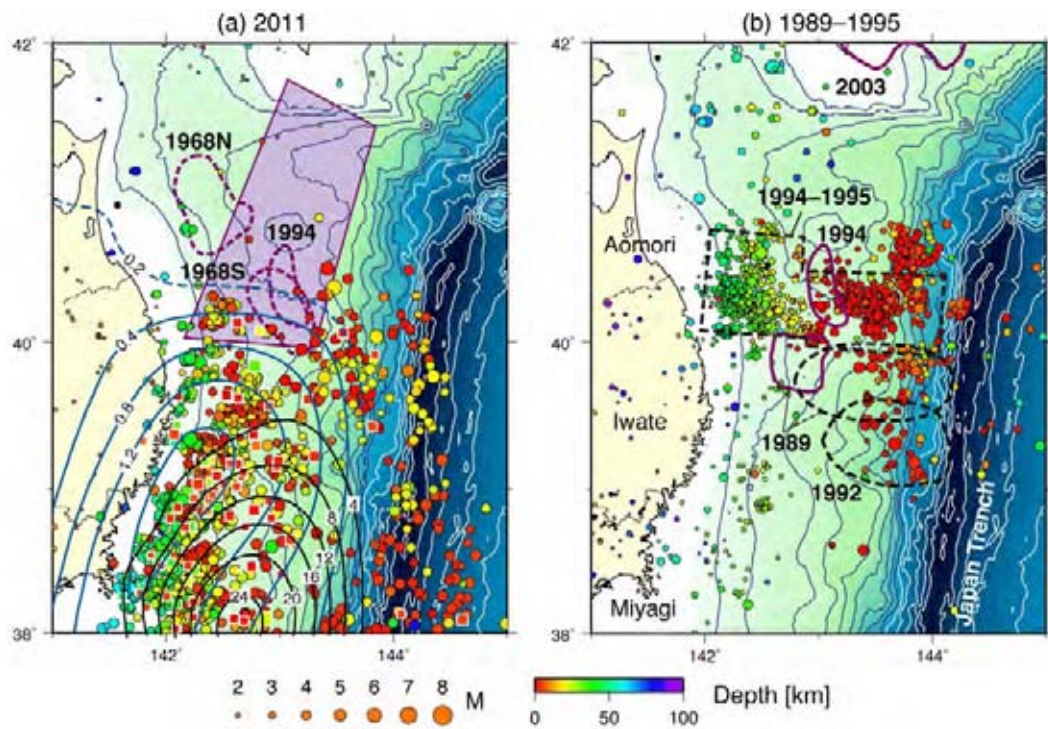 (a) 2011
(b) 1989–1995
42°
42°
2003
1968N
1994–1995
0.2
1994
1994
Aomori
1968S
40°
40°
0.4
0.8
Iwate
1.2
1989
4
1992
8
12
16
24
20
Miyagi
Japan Trench
38°
38°
142°
144°
142°
144°
2 3 4 5 6 7 8
M
Depth [km]
0 50 100